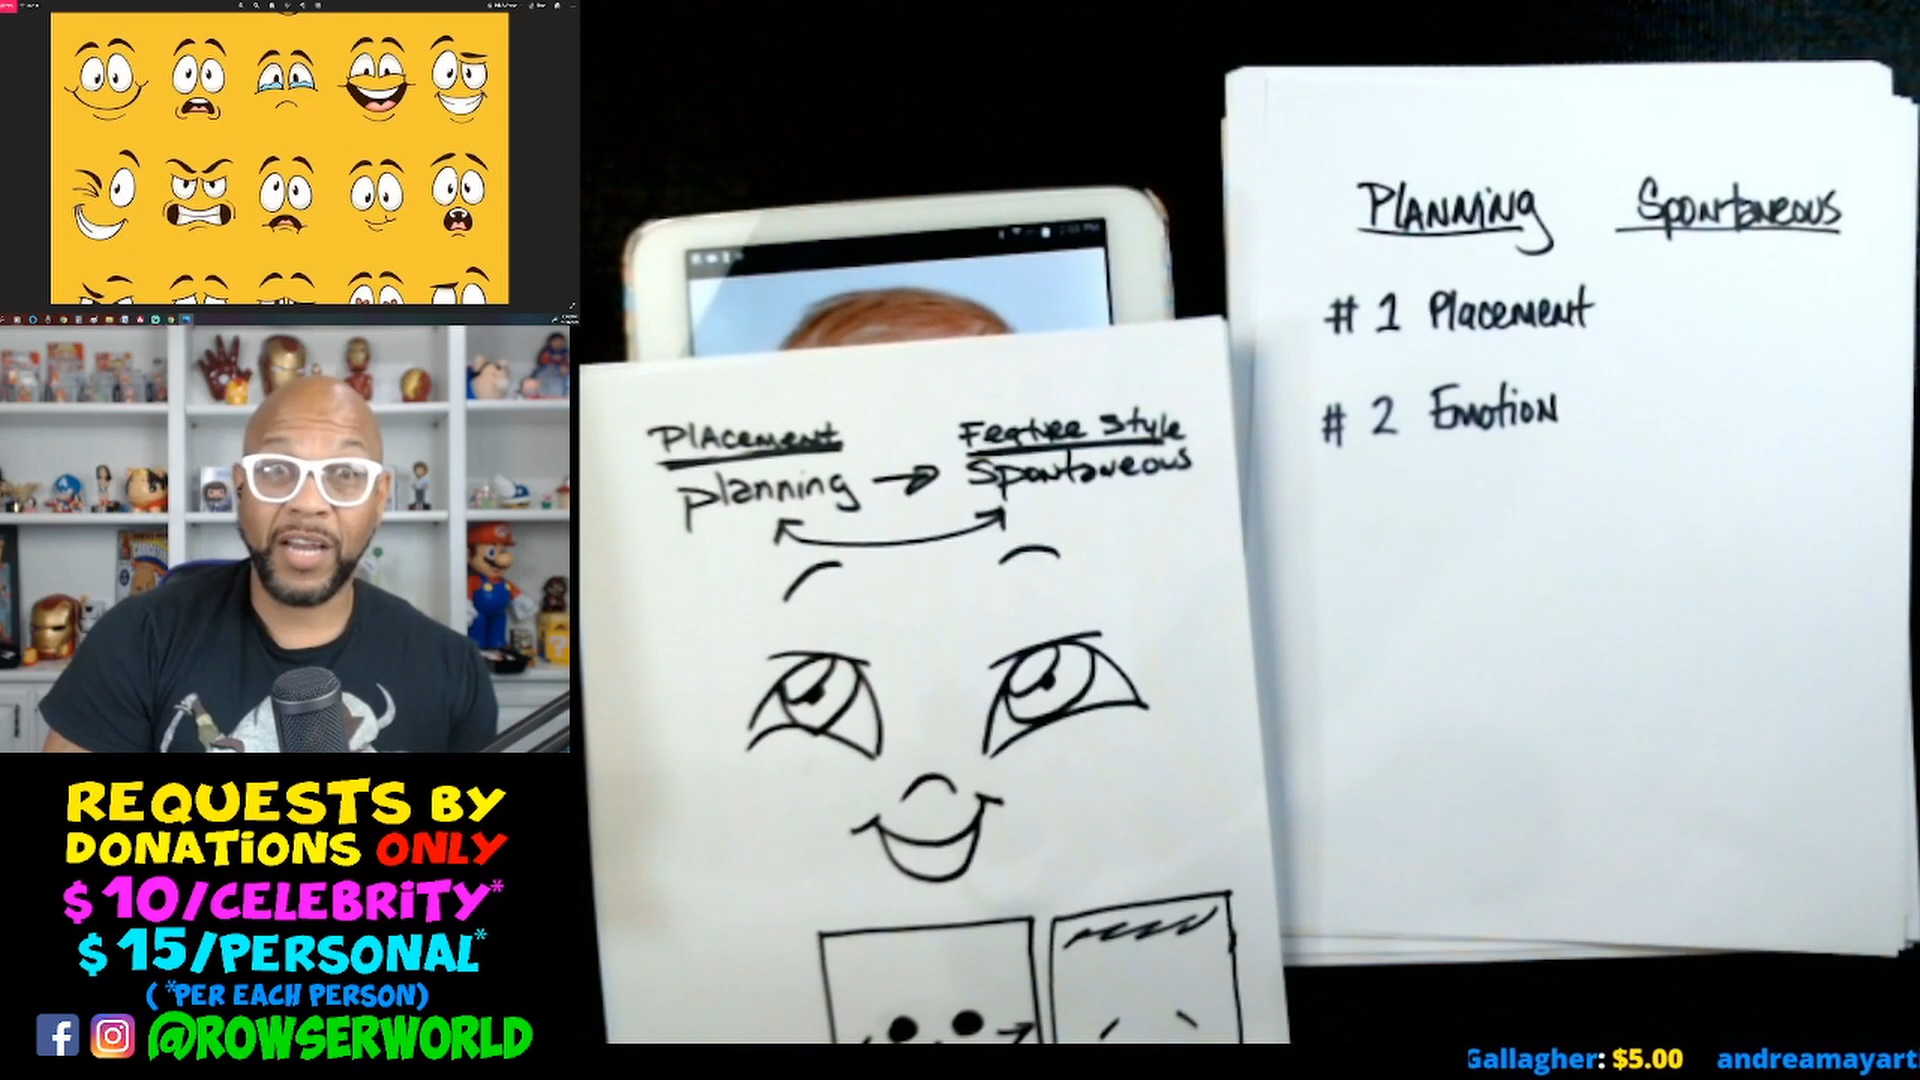 Placement Feature Style
planning → Spontaneous
Planning Spontaneous
# 1 Placement
# 2 Emotion
REQUESTS BY
DONATIONS ONLY
$10/CELEBRITY*
$15/PERSONAL*
(*PER EACH PERSON)
@ROWSERWORLD
Gallagher: $5.00 andreamayart